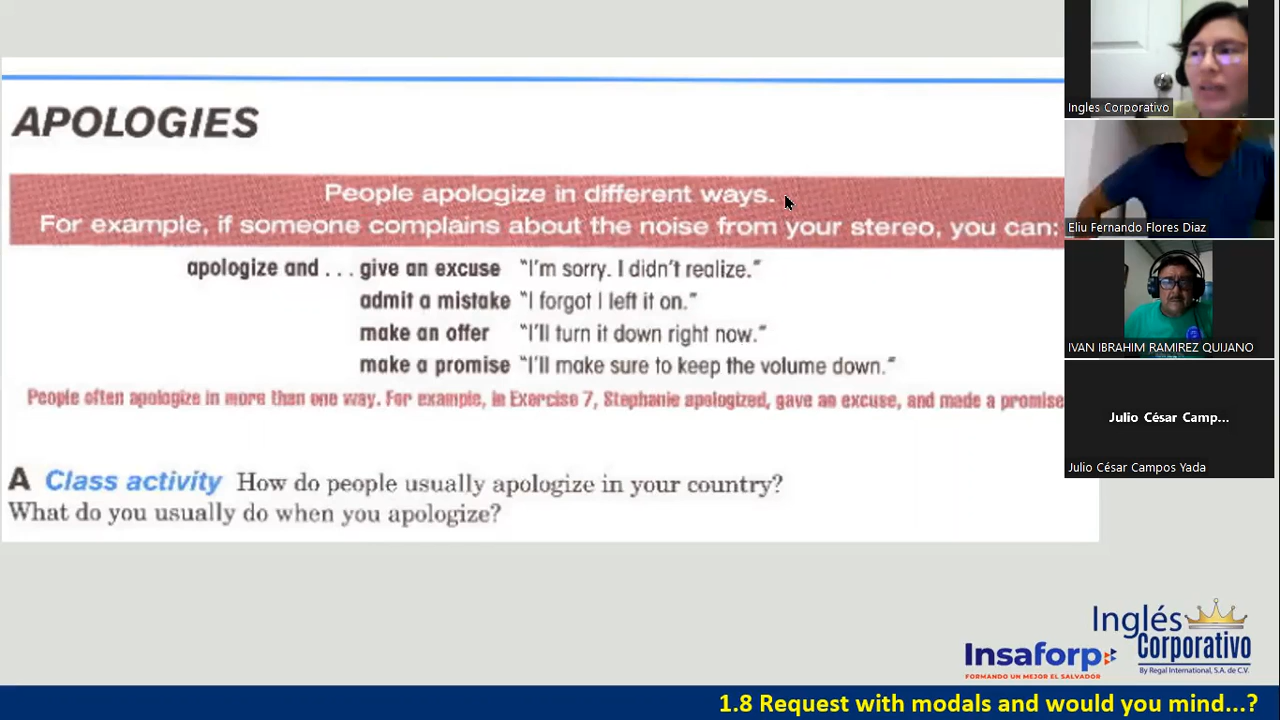 APOLOGIES
People apologize in different ways.
For example, if someone complains about the noise from your stereo, you can:
apologize and . . . give an excuse "I'm sorry. I didn't realize."
admit a mistake "I forgot I left it on."
make an offer "I'll turn it down right now."
make a promise "I'll make sure to keep the volume down."
People often apologize in more than one way. For example, in Exercise 7, Stephanie apologized, gave an excuse, and made a promise
A Class activity How do people usually apologize in your country?
What do you usually do when you apologize?
Ingles Corporativo
Eliu Fernando Flores Diaz
IVAN IBRAHIM RAMIREZ QUIJANO
Julio César Camp...
Julio César Campos Yada
Inglés
Corporativo
By Regal International, S.A. de C.V.
Insaforp
FORMANDO UN MEJOR EL SALVADOR
1.8 Request with modals and would you mind...?